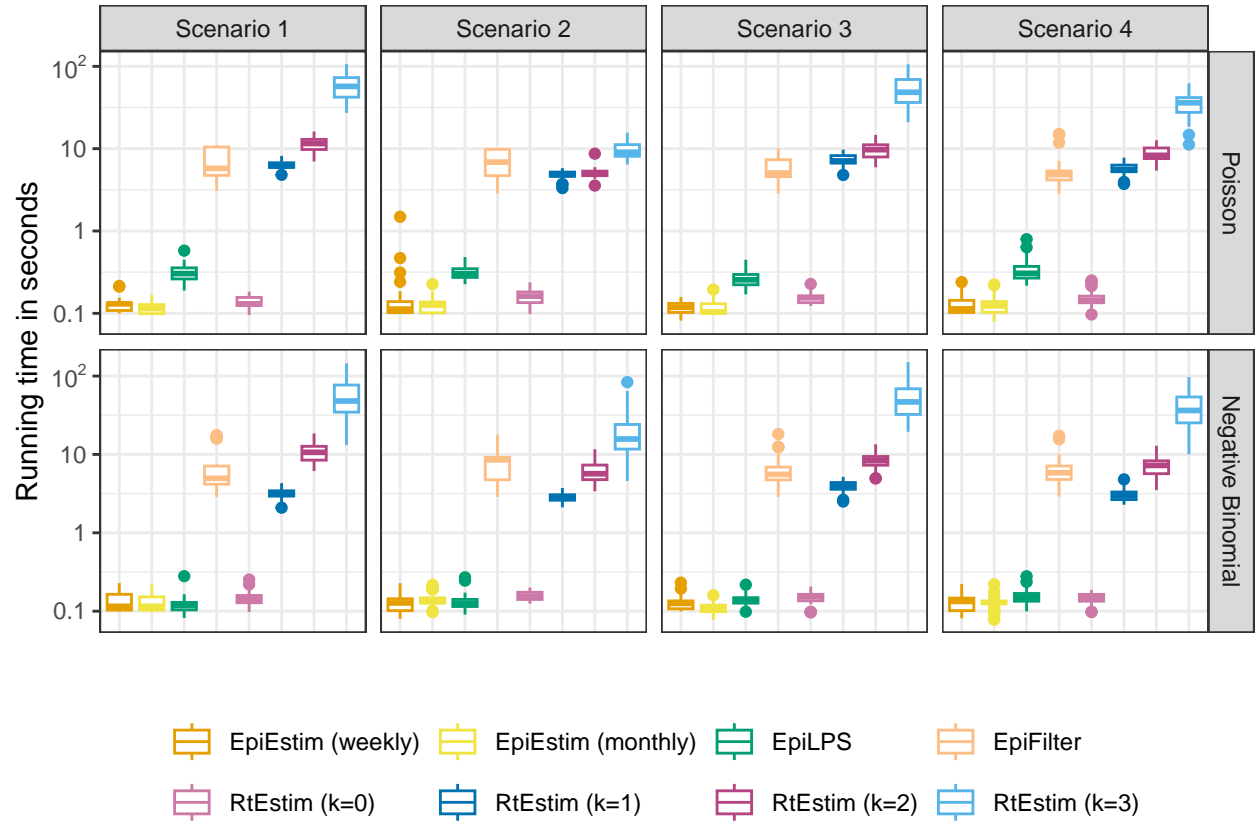 Scenario 1
Scenario 2
Scenario 3
Scenario 4
Running time in seconds
10²
10
1
0.1
Poisson
10²
10
1
0.1
Negative Binomial
EpiEstim (weekly)
EpiEstim (monthly)
EpiLPS
EpiFilter
RtEstim (k=0)
RtEstim (k=1)
RtEstim (k=2)
RtEstim (k=3)